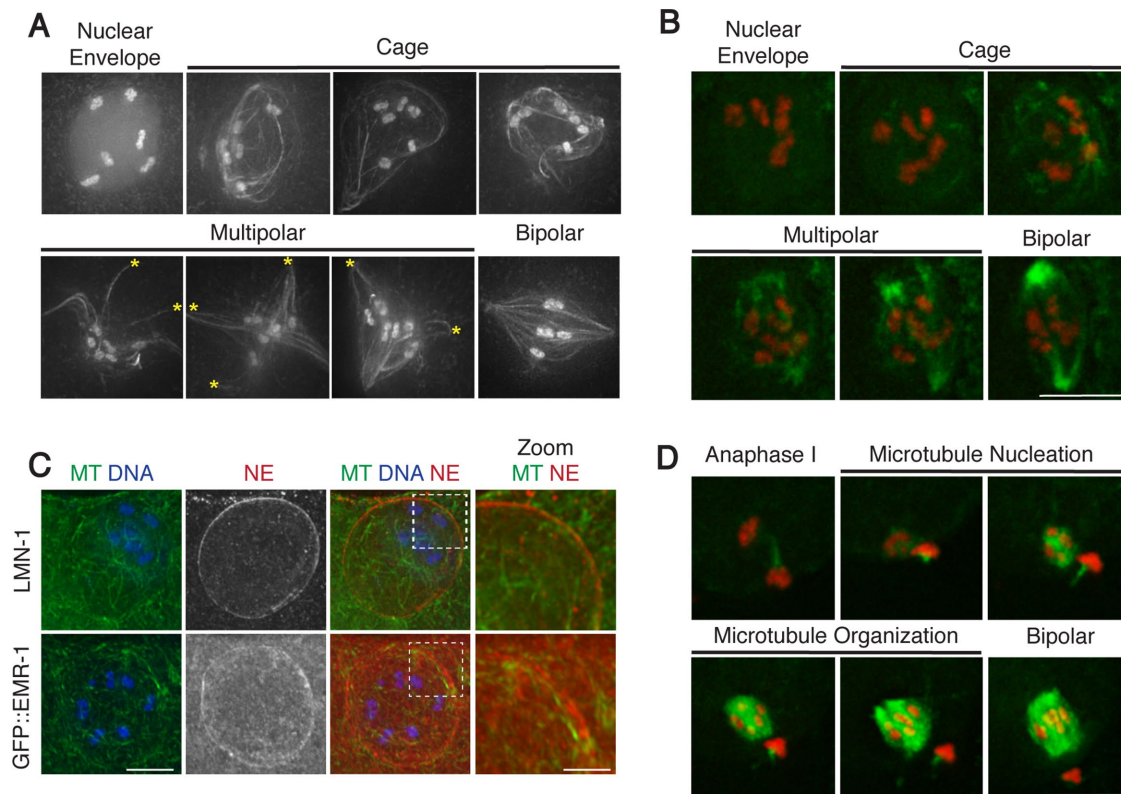 A
Nuclear
Envelope
Cage
Multipolar
Bipolar
* * * * * * *
B
Nuclear
Envelope
Cage
Multipolar
Bipolar
C
MT DNA
NE
MT DNA NE
Zoom
MT NE
LMN-1
GFP::EMR-1
D
Anaphase I
Microtubule Nucleation
Microtubule Organization
Bipolar